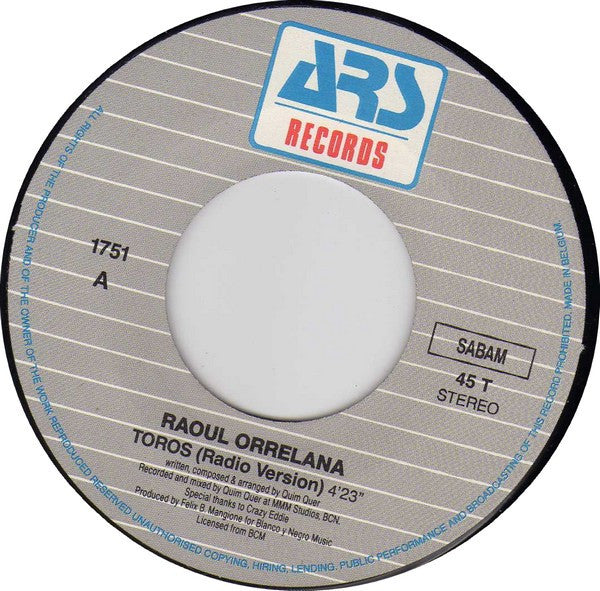 ARS
RECORDS
1751
A
SABAM
45 T
STEREO
RAOUL ORRELANA
TOROS (Radio Version) 4'23"
written, composed & arranged by Quim Quer
Recorded and mixed by Quim Quer at MMM Studios, BCN.
Special thanks to Crazy Eddie
Produced by Felix B. Mangione for Blanco y Negro Music
Licensed from BCM
ALL RIGHTS OF THE PRODUCER AND OF THE OWNER OF THE WORK REPRODUCED RESERVED UNAUTHORISED COPYING, HIRING, LENDING. PUBLIC PERFORMANCE AND BROADCASTING OF THIS RECORD PROHIBITED. MADE IN BELGIUM.